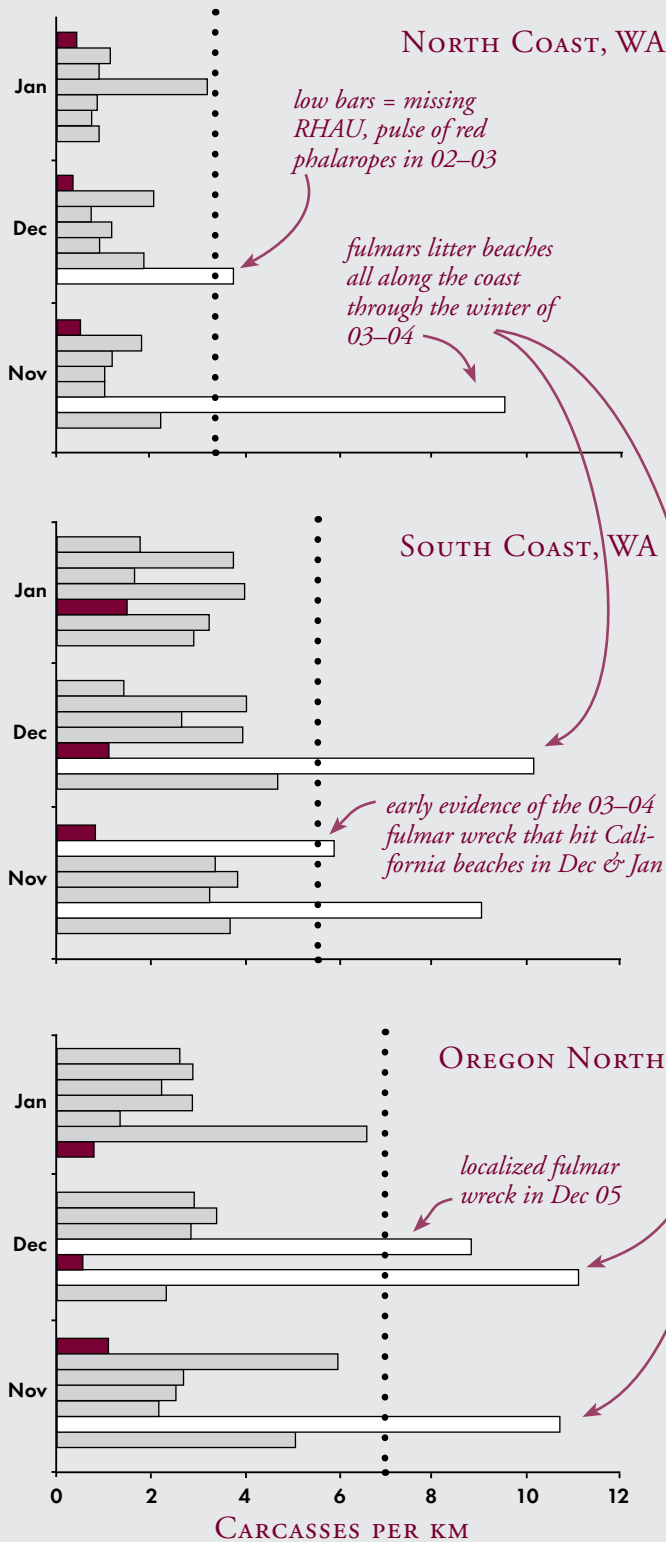 North Coast, WA
Jan
low bars = missing
RHAU, pulse of red
phalaropes in 02–03
Dec
fulmars litter beaches
all along the coast
through the winter of
03–04
Nov
South Coast, WA
Jan
Dec
early evidence of the 03–04
fulmar wreck that hit Cali-
fornia beaches in Dec & Jan
Nov
Oregon North
Jan
localized fulmar
wreck in Dec 05
Dec
Nov
0 2 4 6 8 10 12
Carcasses per km